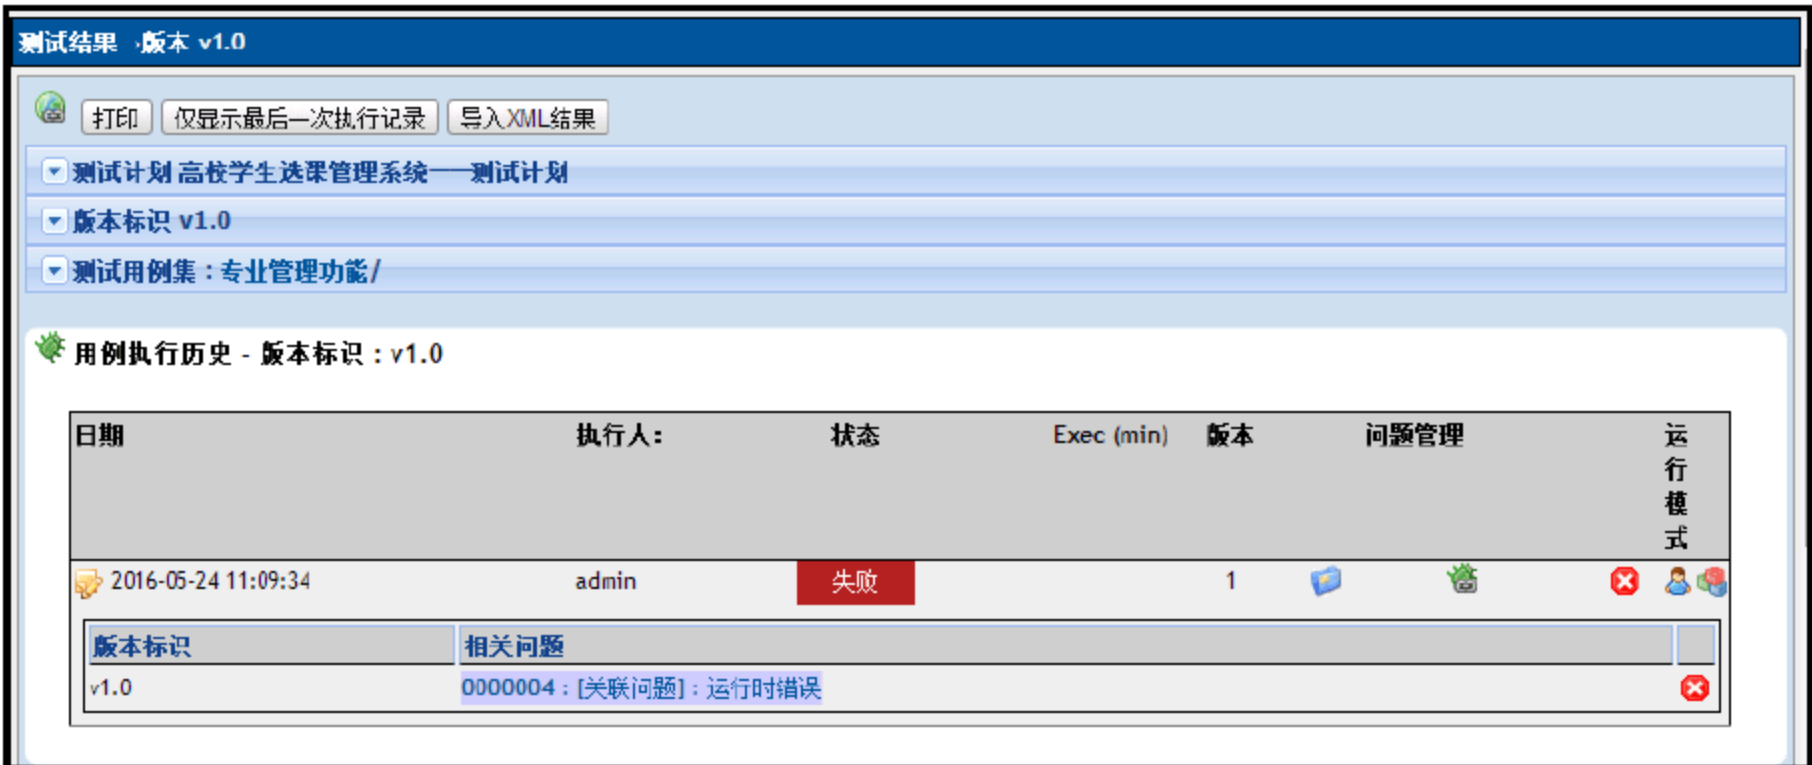 测试结果 ›版本 v1.0
打印 仅显示最后一次执行记录 导入XML结果
测试计划 高校学生选课管理系统——测试计划
版本标识 v1.0
测试用例集：专业管理功能/
用例执行历史 - 版本标识：v1.0
日期 执行人: 状态 Exec (min) 版本 问题管理 运行模式
2016-05-24 11:09:34 admin 失败 1
版本标识 相关问题
v1.0 0000004 : [关联问题] : 运行时错误